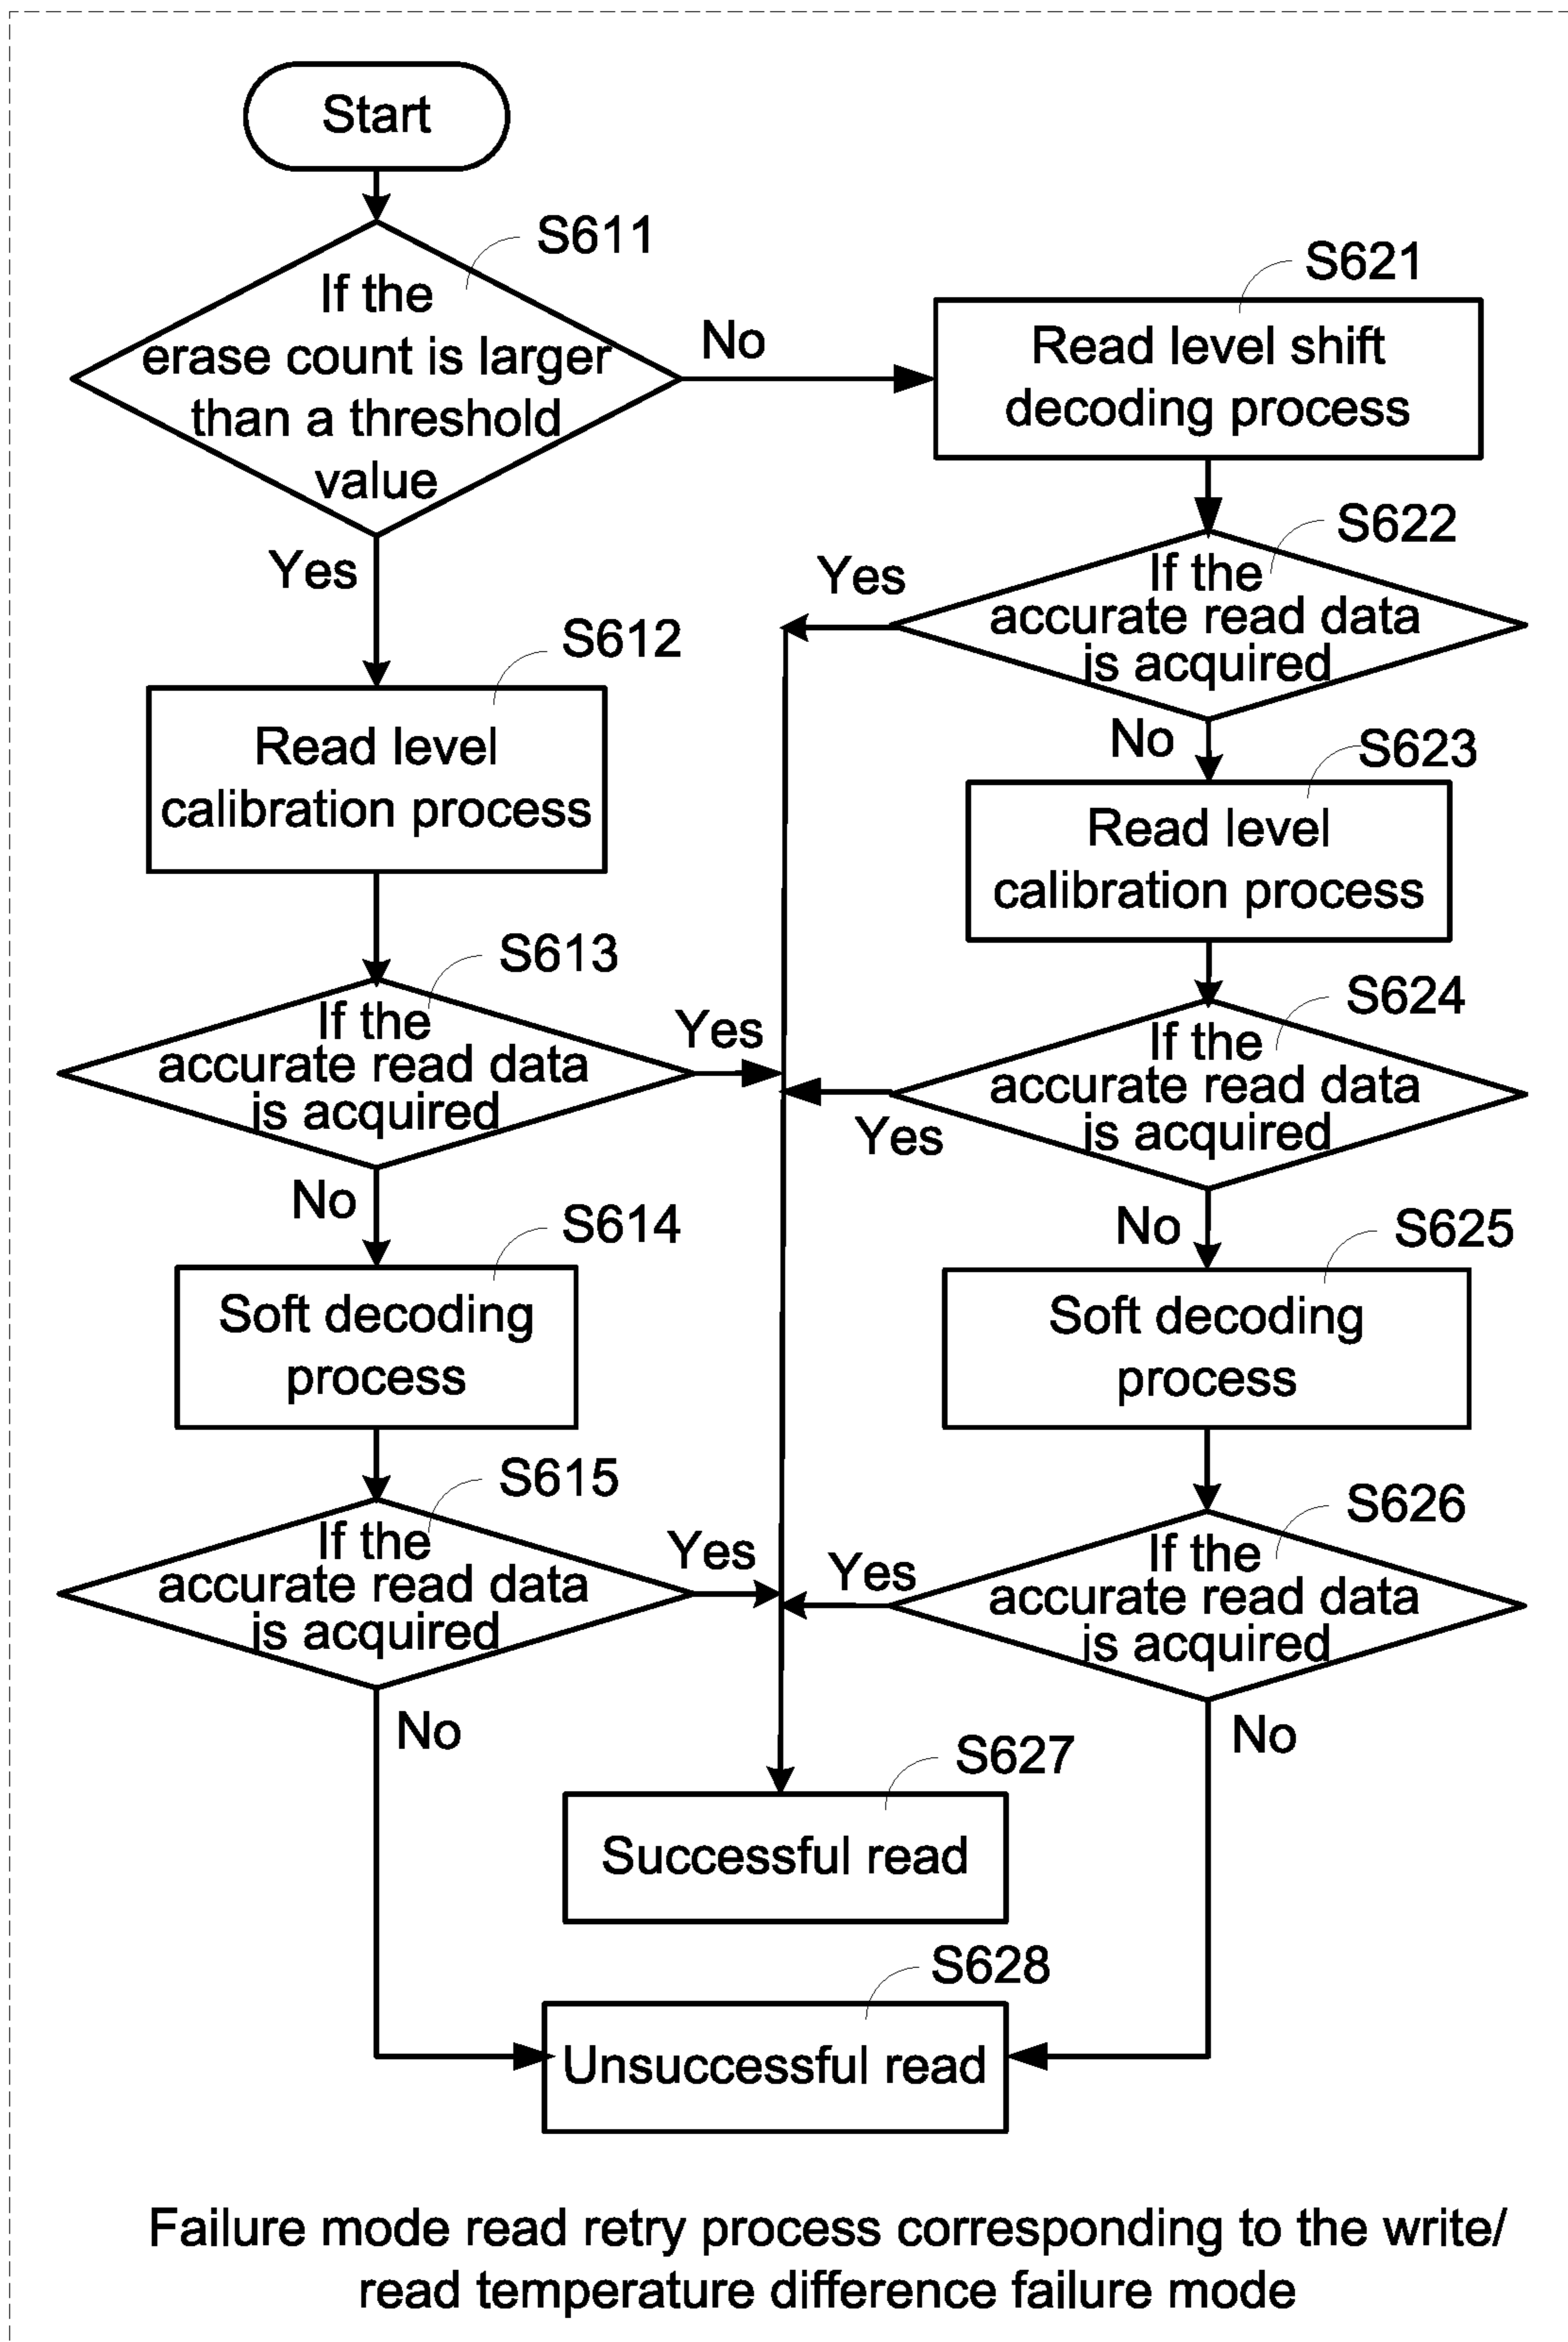 Start
S611
If the
erase count is larger
than a threshold
value
No
Yes
S621
Read level shift
decoding process
S622
If the
accurate read data
is acquired
Yes
No
S612
Read level
calibration process
S623
Read level
calibration process
S613
If the
accurate read data
is acquired
Yes
No
S624
If the
accurate read data
is acquired
Yes
No
S614
Soft decoding
process
S625
Soft decoding
process
S615
If the
accurate read data
is acquired
Yes
No
S626
If the
accurate read data
is acquired
Yes
No
S627
Successful read
S628
Unsuccessful read
Failure mode read retry process corresponding to the write/
read temperature difference failure mode